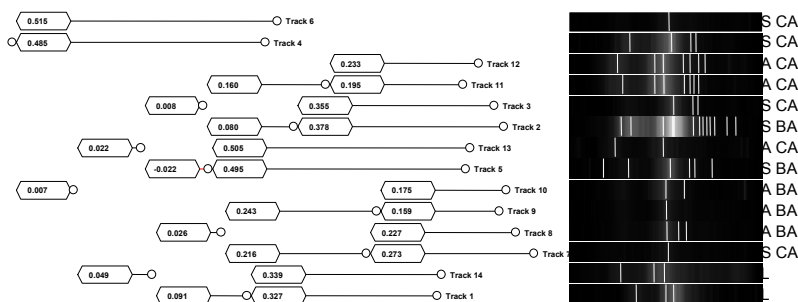 0.515 Track 6 S CA
0.485 Track 4 S CA
0.233 Track 12 A CA
0.160 0.195 Track 11 A CA
0.008 0.355 Track 3 S CA
0.080 0.378 Track 2 S BA
0.022 0.505 Track 13 A CA
-0.022 0.495 Track 5 S BA
0.007 0.175 Track 10 A BA
0.243 0.159 Track 9 A BA
0.026 0.227 Track 8 A BA
0.216 0.273 Track 7 S CA
0.049 0.339 Track 14 L
0.091 0.327 Track 1